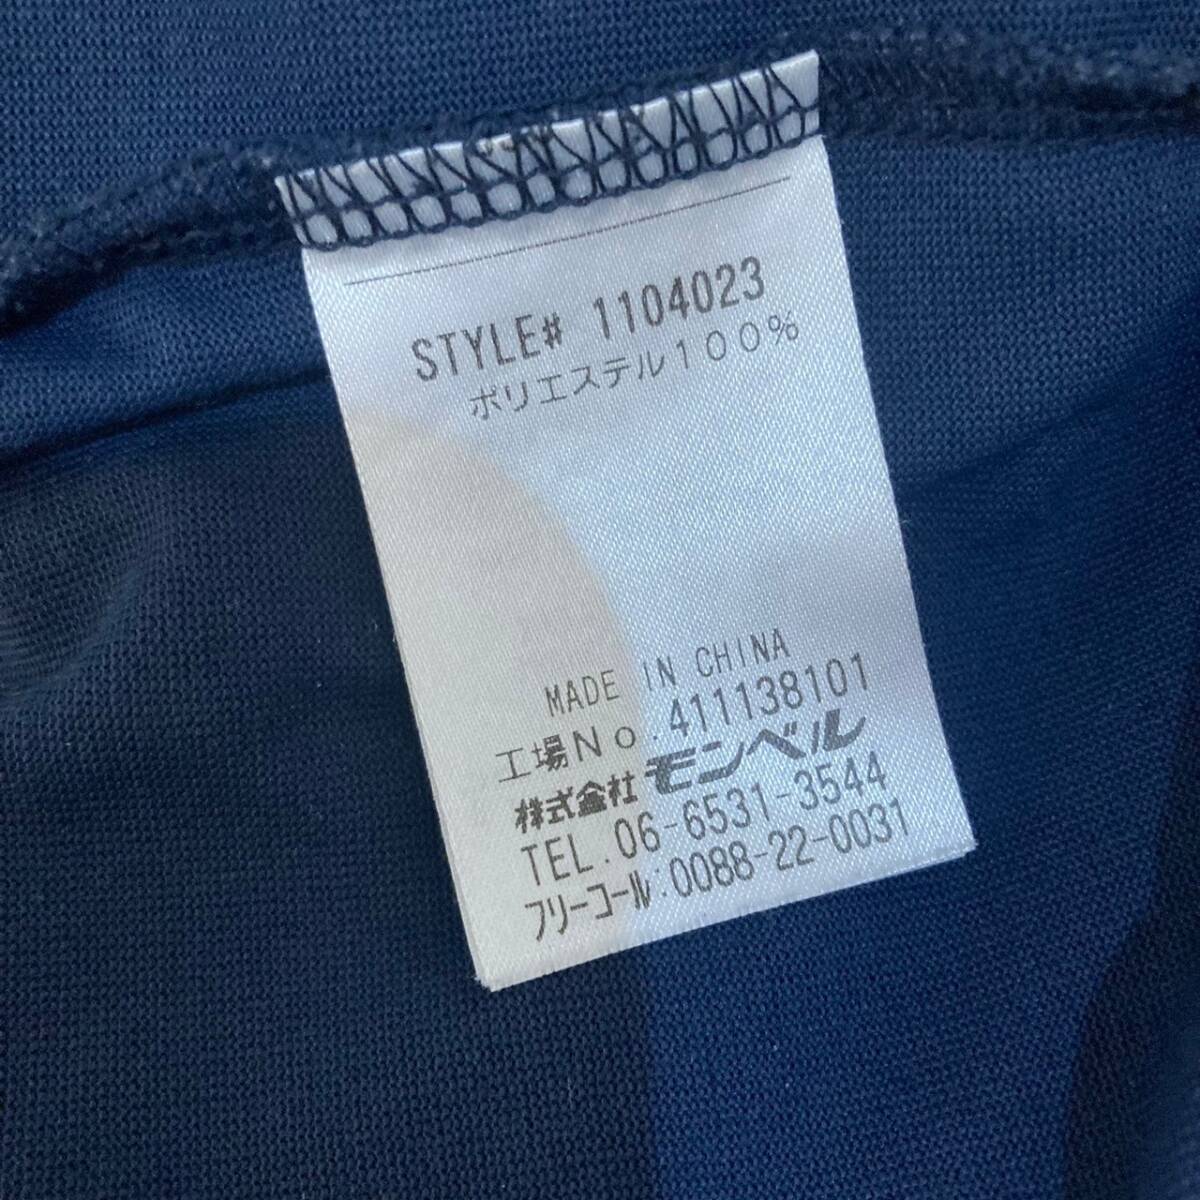 STYLE# 1104023
ポリエステル100%
MADE IN CHINA
工場No.411138101
株式会社モンベル
TEL.06-6531-3544
フリーコール:0088-22-0031